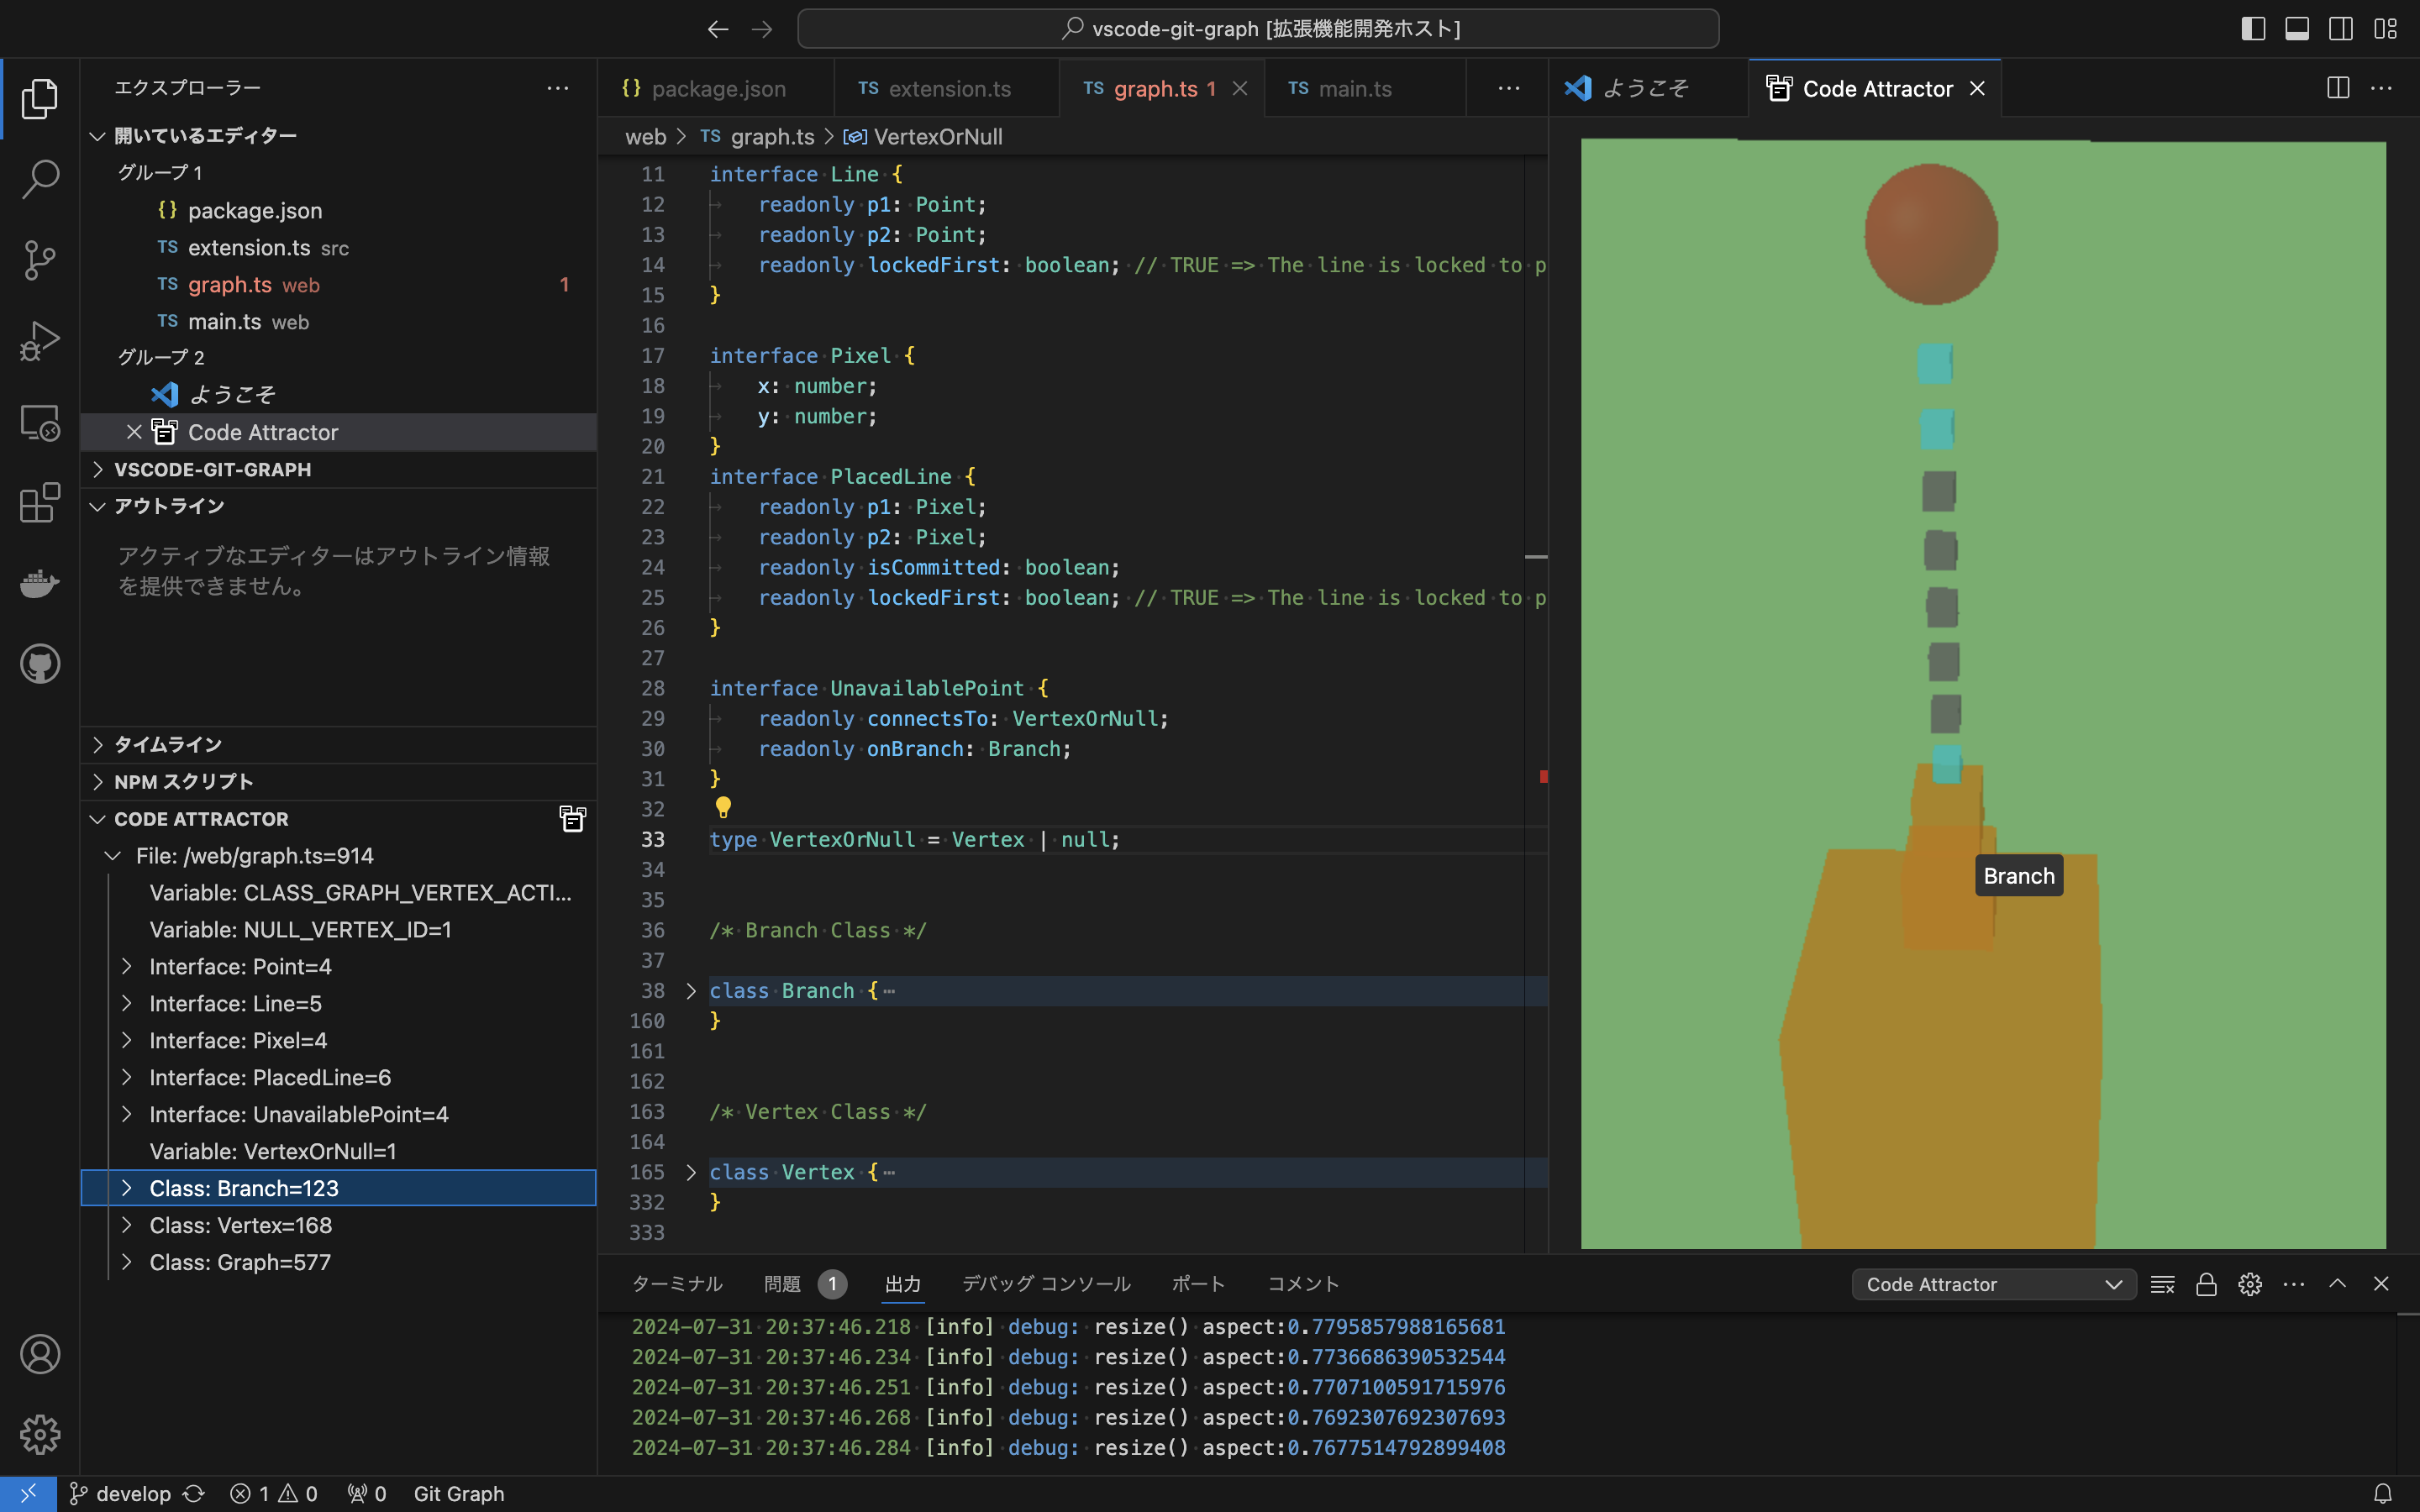 vscode-git-graph [拡張機能開発ホスト]
エクスプローラー
開いているエディター
グループ 1
{} package.json
TS extension.ts src
TS graph.ts web 1
TS main.ts web
グループ 2
ようこそ
Code Attractor
VSCODE-GIT-GRAPH
アウトライン
アクティブなエディターはアウトライン情報
を提供できません。
タイムライン
NPM スクリプト
CODE ATTRACTOR
File: /web/graph.ts=914
Variable: CLASS_GRAPH_VERTEX_ACTI...
Variable: NULL_VERTEX_ID=1
Interface: Point=4
Interface: Line=5
Interface: Pixel=4
Interface: PlacedLine=6
Interface: UnavailablePoint=4
Variable: VertexOrNull=1
Class: Branch=123
Class: Vertex=168
Class: Graph=577
{} package.json TS extension.ts TS graph.ts 1 TS main.ts
web > TS graph.ts > VertexOrNull
11 interface Line {
12 readonly p1: Point;
13 readonly p2: Point;
14 readonly lockedFirst: boolean; // TRUE => The line is locked to p
15 }
16
17 interface Pixel {
18 x: number;
19 y: number;
20 }
21 interface PlacedLine {
22 readonly p1: Pixel;
23 readonly p2: Pixel;
24 readonly isCommitted: boolean;
25 readonly lockedFirst: boolean; // TRUE => The line is locked to p
26 }
27
28 interface UnavailablePoint {
29 readonly connectsTo: VertexOrNull;
30 readonly onBranch: Branch;
31 }
32
33 type VertexOrNull = Vertex | null;
34
35
36 /* Branch Class */
37
38 class Branch {…
160 }
161
162
163 /* Vertex Class */
164
165 class Vertex {…
332 }
333
ようこそ Code Attractor
Branch
ターミナル 問題 1 出力 デバッグ コンソール ポート コメント Code Attractor
2024-07-31 20:37:46.218 [info] debug: resize() aspect:0.7795857988165681
2024-07-31 20:37:46.234 [info] debug: resize() aspect:0.7736686390532544
2024-07-31 20:37:46.251 [info] debug: resize() aspect:0.7707100591715976
2024-07-31 20:37:46.268 [info] debug: resize() aspect:0.7692307692307693
2024-07-31 20:37:46.284 [info] debug: resize() aspect:0.7677514792899408
develop 1 0 0 Git Graph